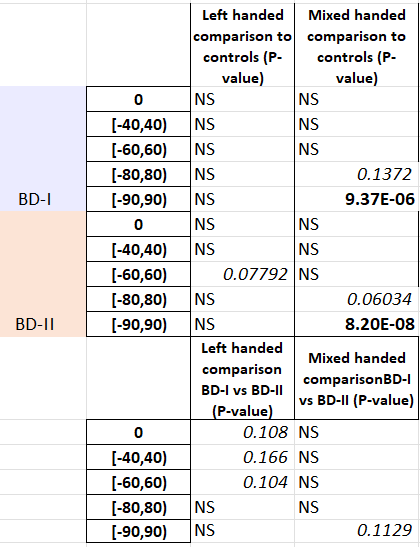 Left handed Mixed handed
comparison to comparison to
controls (P- controls (P-
value) value)
0 NS NS
[-40,40) NS NS
[-60,60) NS NS
[-80,80) NS 0.1372
BD-I [-90,90) NS 9.37E-06
0 NS NS
[-40,40) NS NS
[-60,60) 0.07792 NS
[-80,80) NS 0.06034
BD-II [-90,90) NS 8.20E-08
Left handed
comparison Mixed handed
BD-I vs BD-II comparisonBD-I
(P-value) vs BD-II (P-value)
0 0.108 NS
[-40,40) 0.166 NS
[-60,60) 0.104 NS
[-80,80) NS NS
[-90,90) NS 0.1129